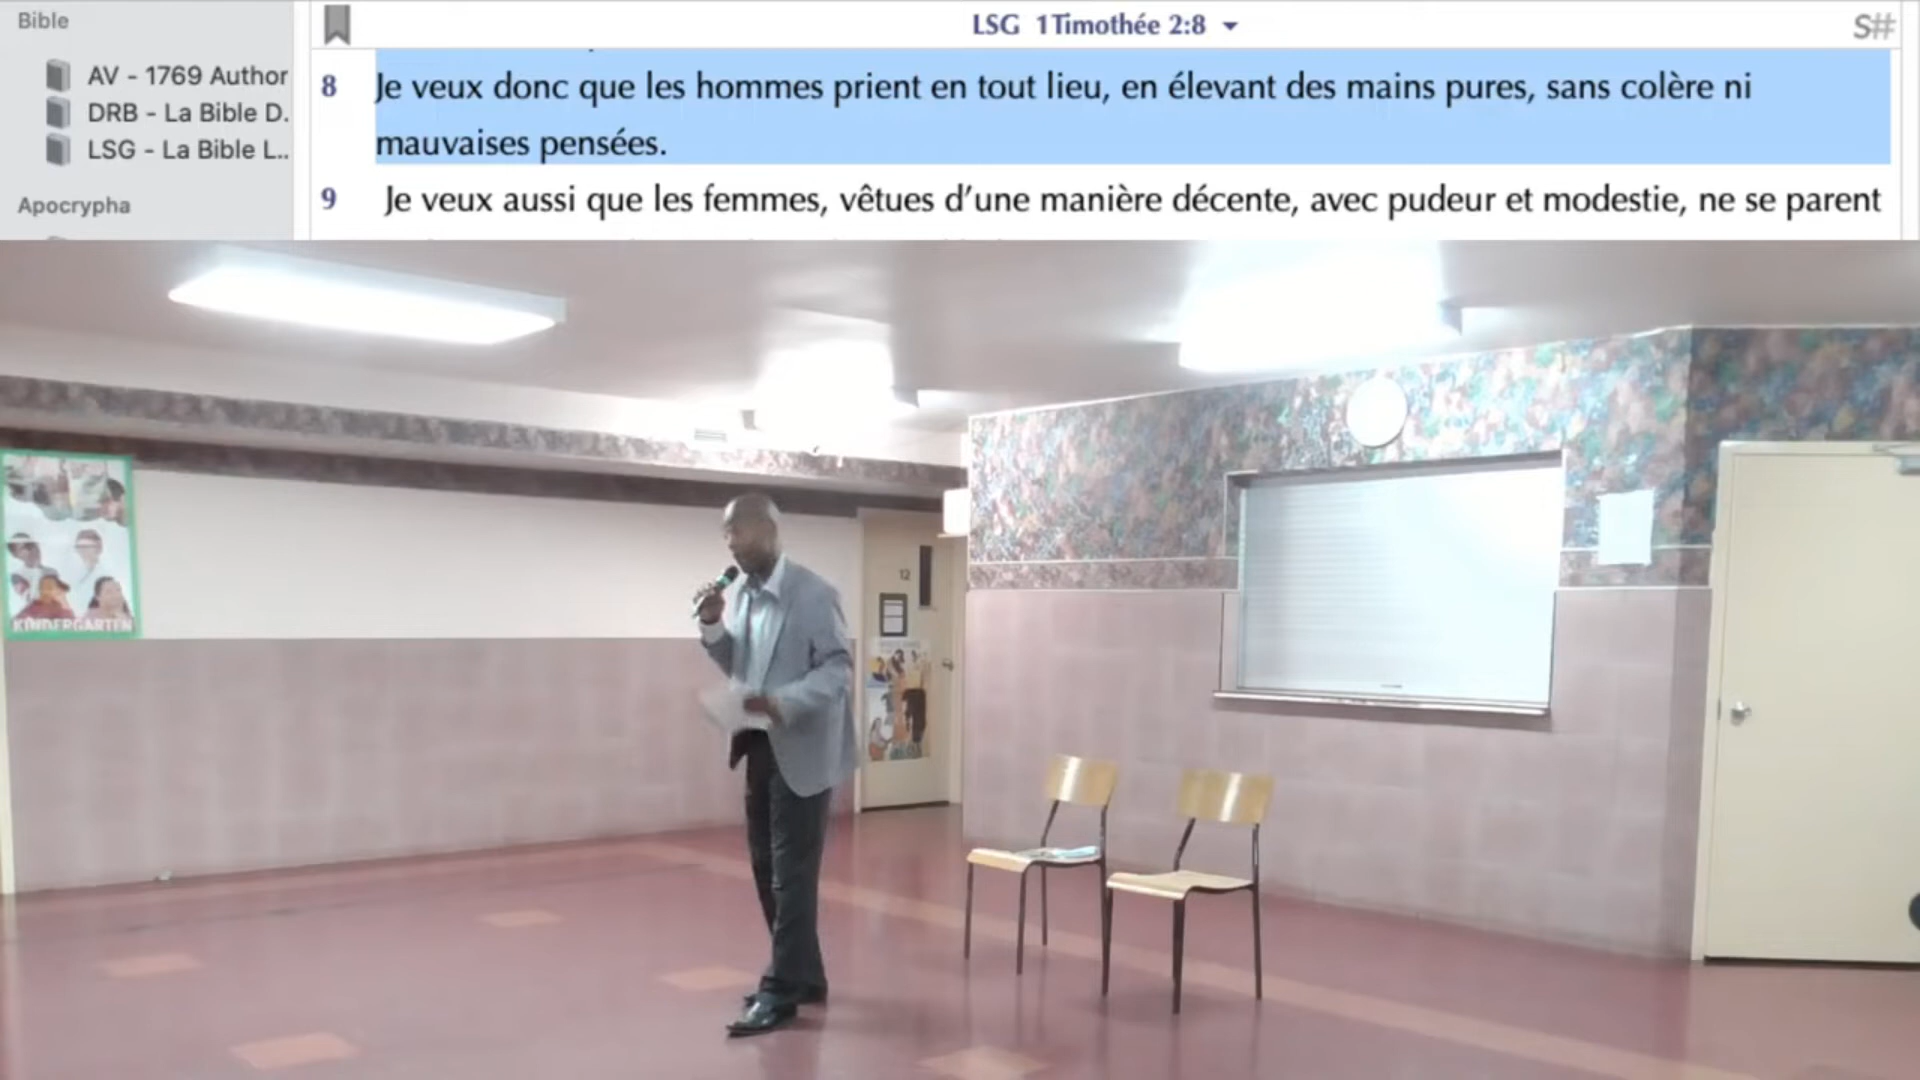 Bible
AV - 1769 Author
DRB - La Bible D.
LSG - La Bible L..
Apocrypha
LSG 1Timothée 2:8
S#
8 Je veux donc que les hommes prient en tout lieu, en élevant des mains pures, sans colère ni
mauvaises pensées.
9 Je veux aussi que les femmes, vêtues d’une manière décente, avec pudeur et modestie, ne se parent
KINDERGARTEN
12